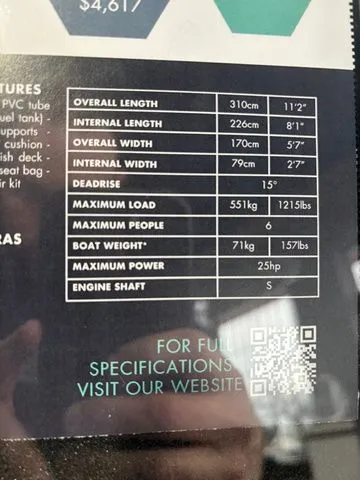 $4,617
TURES
PVC tube
uel tank) -
upports -
cushion -
ish deck -
seat bag -
ir kit
RAS
OVERALL LENGTH 310cm 11'2"
INTERNAL LENGTH 226cm 8'1"
OVERALL WIDTH 170cm 5'7"
INTERNAL WIDTH 79cm 2'7"
DEADRISE 15°
MAXIMUM LOAD 551kg 1215lbs
MAXIMUM PEOPLE 6
BOAT WEIGHT* 71kg 157lbs
MAXIMUM POWER 25hp
ENGINE SHAFT S
FOR FULL
SPECIFICATIONS
VISIT OUR WEBSITE